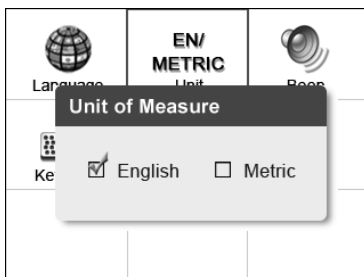 EN/
METRIC
Language Unit Beep
Unit of Measure
Ke
English Metric